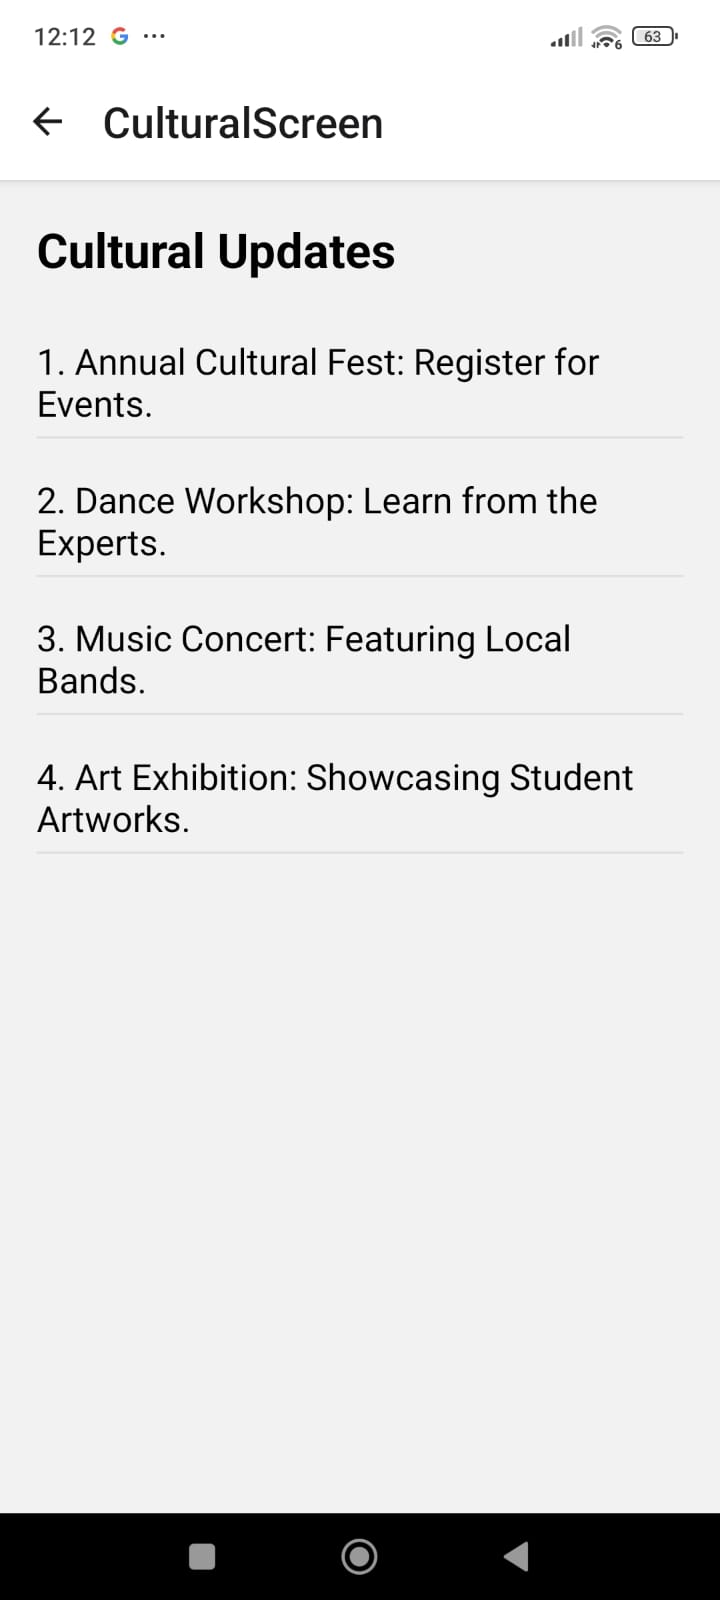 12:12 G ...
6 63
CulturalScreen
Cultural Updates
1. Annual Cultural Fest: Register for
Events.
2. Dance Workshop: Learn from the
Experts.
3. Music Concert: Featuring Local
Bands.
4. Art Exhibition: Showcasing Student
Artworks.